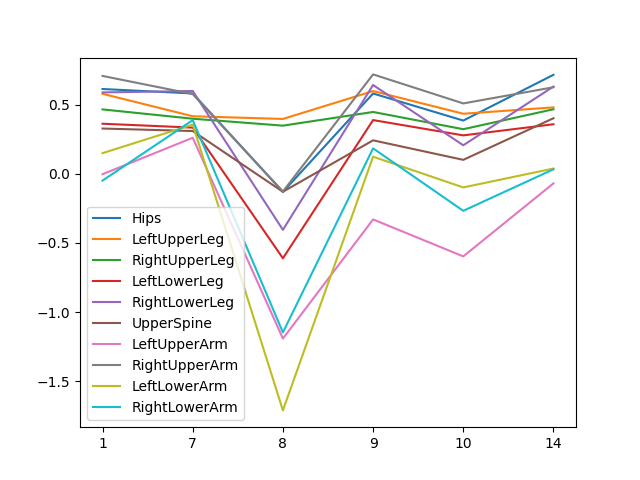 0.5
0.0
−0.5
−1.0
−1.5
Hips
LeftUpperLeg
RightUpperLeg
LeftLowerLeg
RightLowerLeg
UpperSpine
LeftUpperArm
RightUpperArm
LeftLowerArm
RightLowerArm
1 7 8 9 10 14